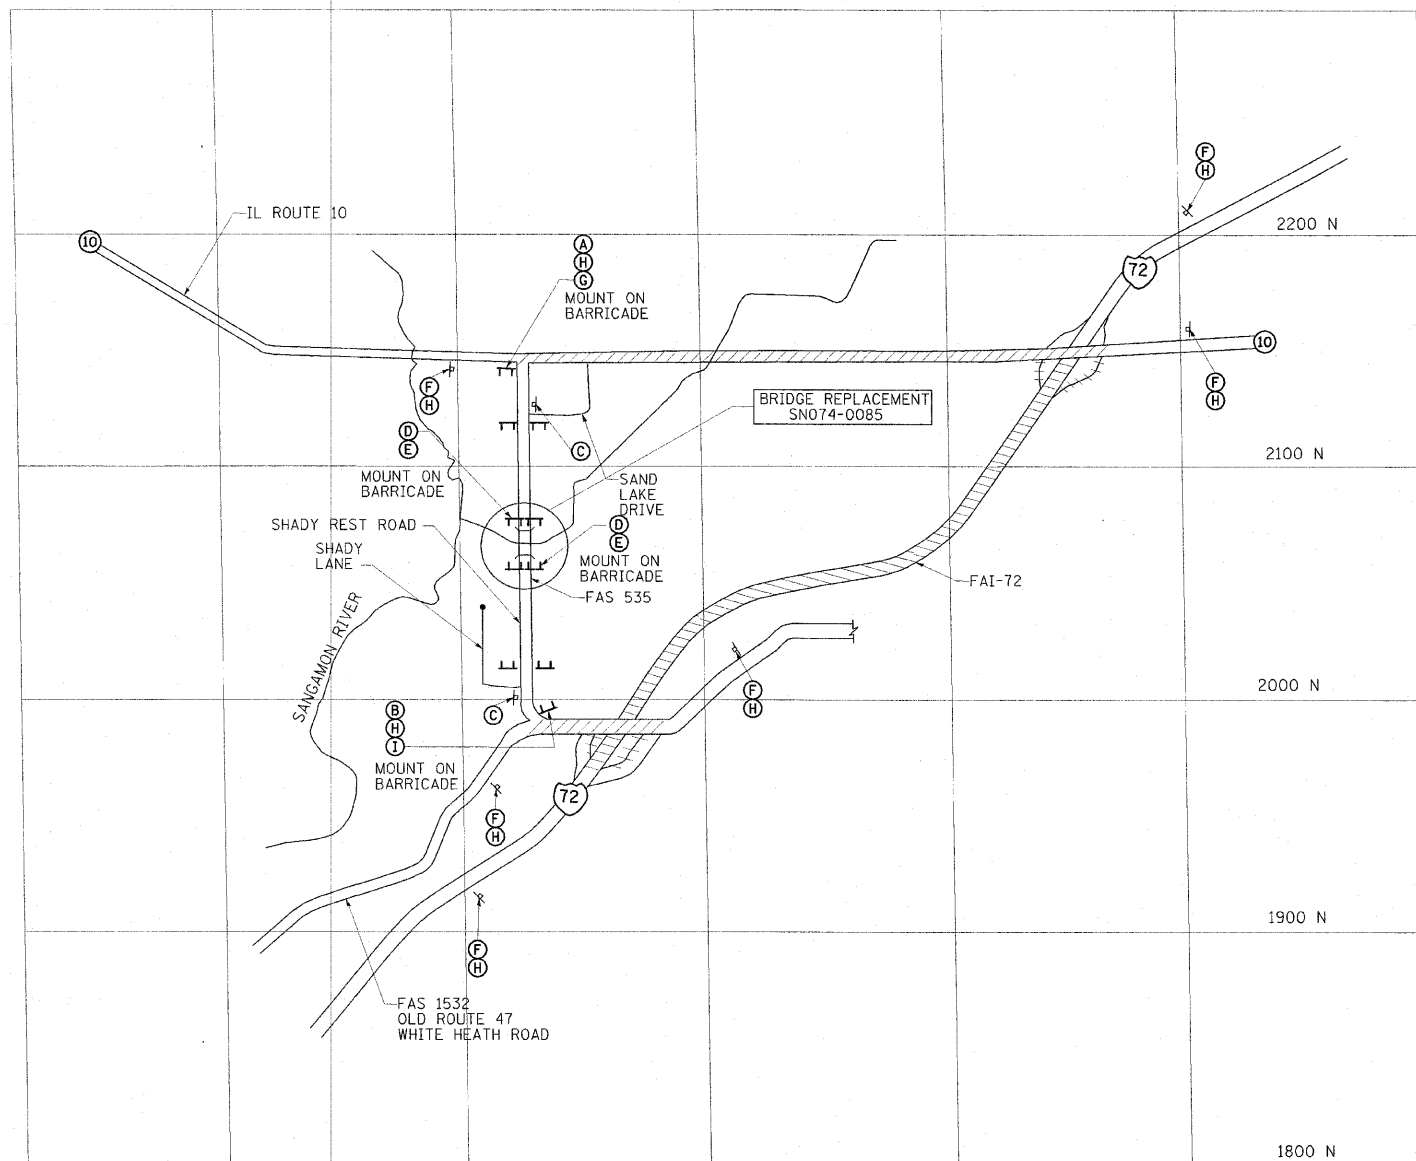 F
H
IL ROUTE 10
10
2200 N
A
H
G
MOUNT ON
BARRICADE
72
10
F
H
F
H
BRIDGE REPLACEMENT
SN074-0085
D
E
C
2100 N
MOUNT ON
BARRICADE
SAND
LAKE
DRIVE
SHADY REST ROAD
D
E
SHADY
LANE
MOUNT ON
BARRICADE
FAS 535
FAI-72
SANGAMON RIVER
F
H
2000 N
B
H
I
C
MOUNT ON
BARRICADE
72
F
H
1900 N
F
H
FAS 1532
OLD ROUTE 47
WHITE HEATH ROAD
1800 N